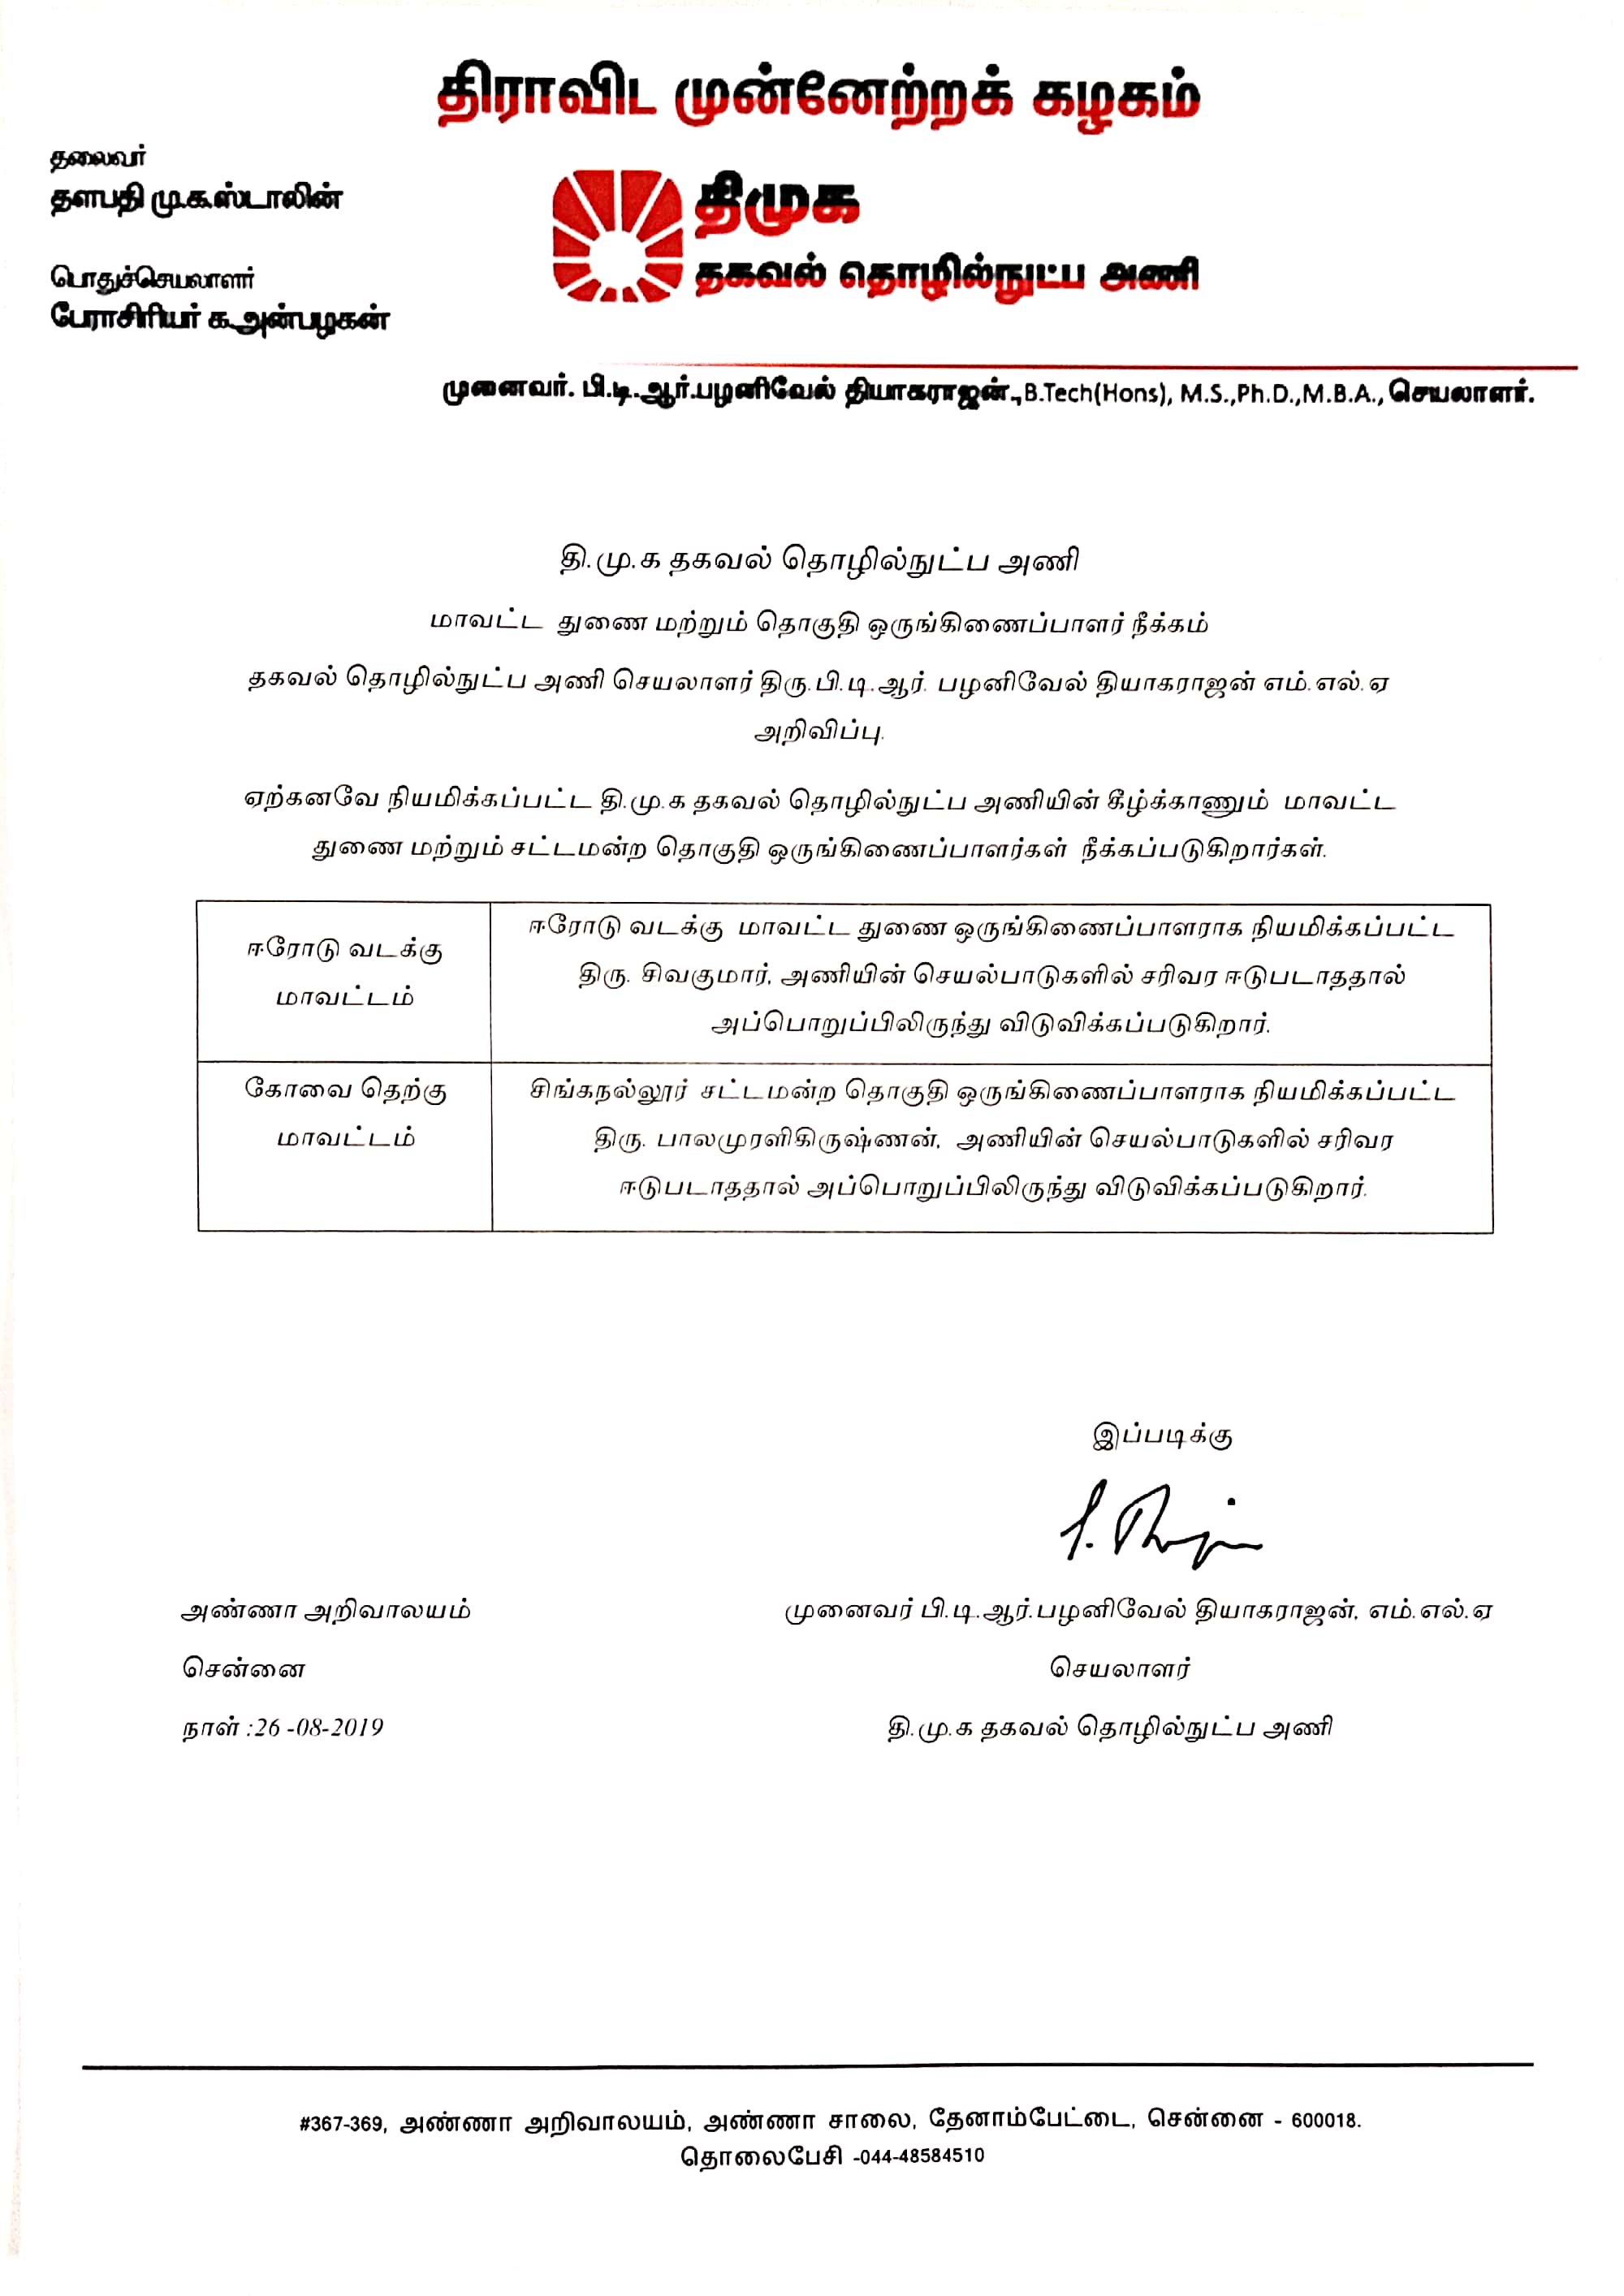 திராவிட முன்னேற்றக் கழகம்
தலைவர்
தளபதி மு.க.ஸ்டாலின்
பொதுச்செயலாளர்
பேராசிரியர் க.அன்பழகன்
திமுக
தகவல் தொழில்நுட்ப அணி
முனைவர். பி.டி.ஆர்.பழனிவேல் தியாகராஜன்.,B.Tech(Hons), M.S.,Ph.D.,M.B.A., செயலாளர்.
தி.மு.க தகவல் தொழில்நுட்ப அணி
மாவட்ட துணை மற்றும் தொகுதி ஒருங்கிணைப்பாளர் நீக்கம்
தகவல் தொழில்நுட்ப அணி செயலாளர் திரு.பி.டி.ஆர். பழனிவேல் தியாகராஜன் எம்.எல்.ஏ
அறிவிப்பு.
ஏற்கனவே நியமிக்கப்பட்ட தி.மு.க தகவல் தொழில்நுட்ப அணியின் கீழ்க்காணும் மாவட்ட
துணை மற்றும் சட்டமன்ற தொகுதி ஒருங்கிணைப்பாளர்கள் நீக்கப்படுகிறார்கள்.
ஈரோடு வடக்கு
மாவட்டம்
ஈரோடு வடக்கு மாவட்ட துணை ஒருங்கிணைப்பாளராக நியமிக்கப்பட்ட
திரு. சிவகுமார், அணியின் செயல்பாடுகளில் சரிவர ஈடுபடாததால்
அப்பொறுப்பிலிருந்து விடுவிக்கப்படுகிறார்.
கோவை தெற்கு
மாவட்டம்
சிங்கநல்லூர் சட்டமன்ற தொகுதி ஒருங்கிணைப்பாளராக நியமிக்கப்பட்ட
திரு. பாலமுரளிகிருஷ்ணன், அணியின் செயல்பாடுகளில் சரிவர
ஈடுபடாததால் அப்பொறுப்பிலிருந்து விடுவிக்கப்படுகிறார்.
இப்படிக்கு
அண்ணா அறிவாலயம்
சென்னை
நாள் :26 -08-2019
முனைவர் பி.டி.ஆர்.பழனிவேல் தியாகராஜன், எம்.எல்.ஏ
செயலாளர்
தி.மு.க தகவல் தொழில்நுட்ப அணி
#367-369, அண்ணா அறிவாலயம், அண்ணா சாலை, தேனாம்பேட்டை, சென்னை - 600018.
தொலைபேசி -044-48584510